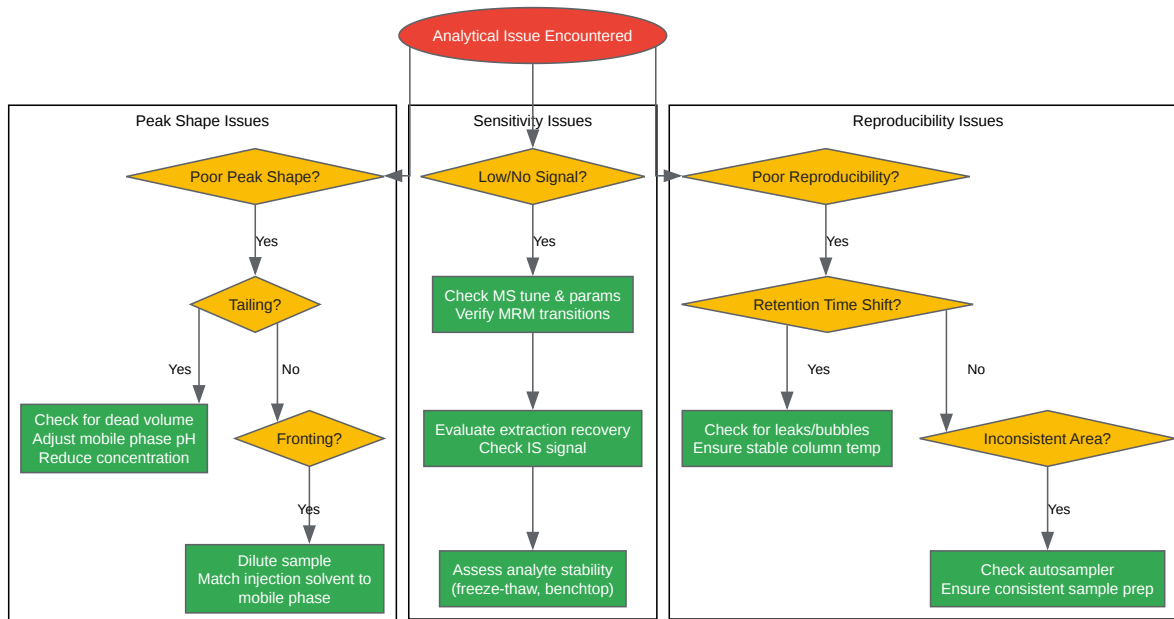 Analytical Issue Encountered
Peak Shape Issues
Sensitivity Issues
Reproducibility Issues
Poor Peak Shape?
Low/No Signal?
Poor Reproducibility?
Yes
Yes
Yes
Tailing?
Check MS tune & params
Verify MRM transitions
Retention Time Shift?
Yes
No
Yes
No
Check for dead volume
Adjust mobile phase pH
Reduce concentration
Fronting?
Evaluate extraction recovery
Check IS signal
Check for leaks/bubbles
Ensure stable column temp
Inconsistent Area?
Yes
Yes
Dilute sample
Match injection solvent to
mobile phase
Assess analyte stability
(freeze-thaw, benchtop)
Check autosampler
Ensure consistent sample prep